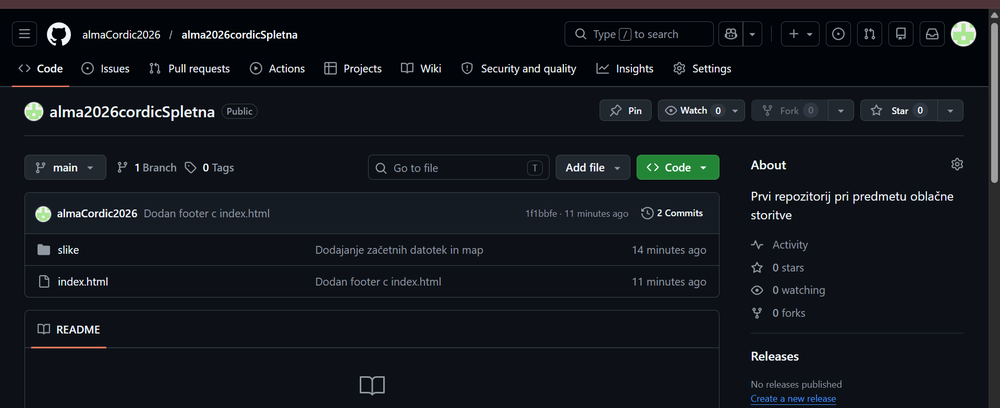 almaCordic2026 / alma2026cordicSpletna
Type / to search
Code Issues Pull requests Actions Projects Wiki Security and quality Insights Settings
alma2026cordicSpletna Public
Pin Watch 0 Fork 0 Star 0
main 1 Branch 0 Tags
Go to file T Add file Code
almaCordic2026 Dodan footer c index.html 1f1bbfe · 11 minutes ago 2 Commits
slike Dodajanje začetnih datotek in map 14 minutes ago
index.html Dodan footer c index.html 11 minutes ago
README
About
Prvi repozitorij pri predmetu oblačne
storitve
Activity
0 stars
0 watching
0 forks
Releases
No releases published
Create a new release